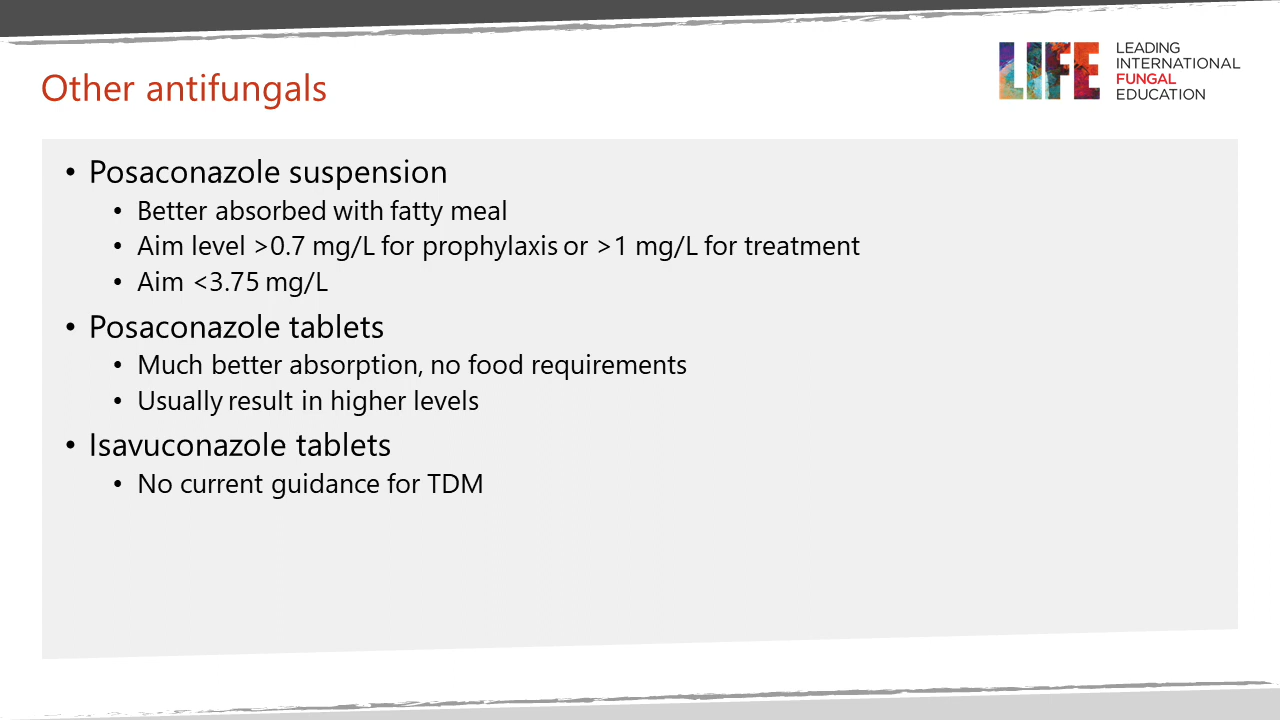 Other antifungals
LIFE
LEADING
INTERNATIONAL
FUNGAL
EDUCATION
• Posaconazole suspension
• Better absorbed with fatty meal
• Aim level >0.7 mg/L for prophylaxis or >1 mg/L for treatment
• Aim <3.75 mg/L
• Posaconazole tablets
• Much better absorption, no food requirements
• Usually result in higher levels
• Isavuconazole tablets
• No current guidance for TDM